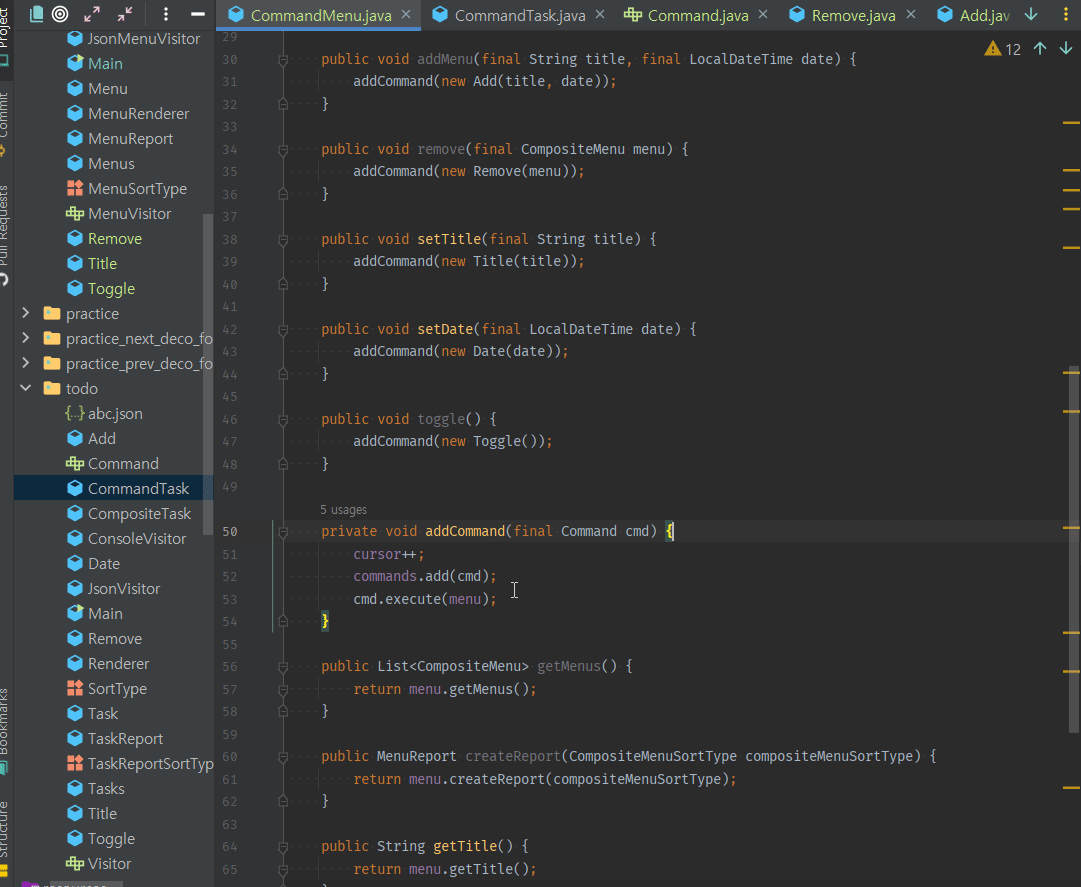 Project
Commit
Pull Requests
Bookmarks
Structure
JsonMenuVisitor
Main
Menu
MenuRenderer
MenuReport
Menus
MenuSortType
MenuVisitor
Remove
Title
Toggle
practice
practice_next_deco_fo
practice_prev_deco_fo
todo
abc.json
Add
Command
CommandTask
CompositeTask
ConsoleVisitor
Date
JsonVisitor
Main
Remove
Renderer
SortType
Task
TaskReport
TaskReportSortTyp
Tasks
Title
Toggle
Visitor
CommandMenu.java
CommandTask.java
Command.java
Remove.java
Add.jav
12
29
30 public void addMenu(final String title, final LocalDateTime date) {
31 addCommand(new Add(title, date));
32 }
33
34 public void remove(final CompositeMenu menu) {
35 addCommand(new Remove(menu));
36 }
37
38 public void setTitle(final String title) {
39 addCommand(new Title(title));
40 }
41
42 public void setDate(final LocalDateTime date) {
43 addCommand(new Date(date));
44 }
45
46 public void toggle() {
47 addCommand(new Toggle());
48 }
49
5 usages
50 private void addCommand(final Command cmd) {
51 cursor++;
52 commands.add(cmd);
53 cmd.execute(menu);
54 }
55
56 public List<CompositeMenu> getMenus() {
57 return menu.getMenus();
58 }
59
60 public MenuReport createReport(CompositeMenuSortType compositeMenuSortType) {
61 return menu.createReport(compositeMenuSortType);
62 }
63
64 public String getTitle() {
65 return menu.getTitle();